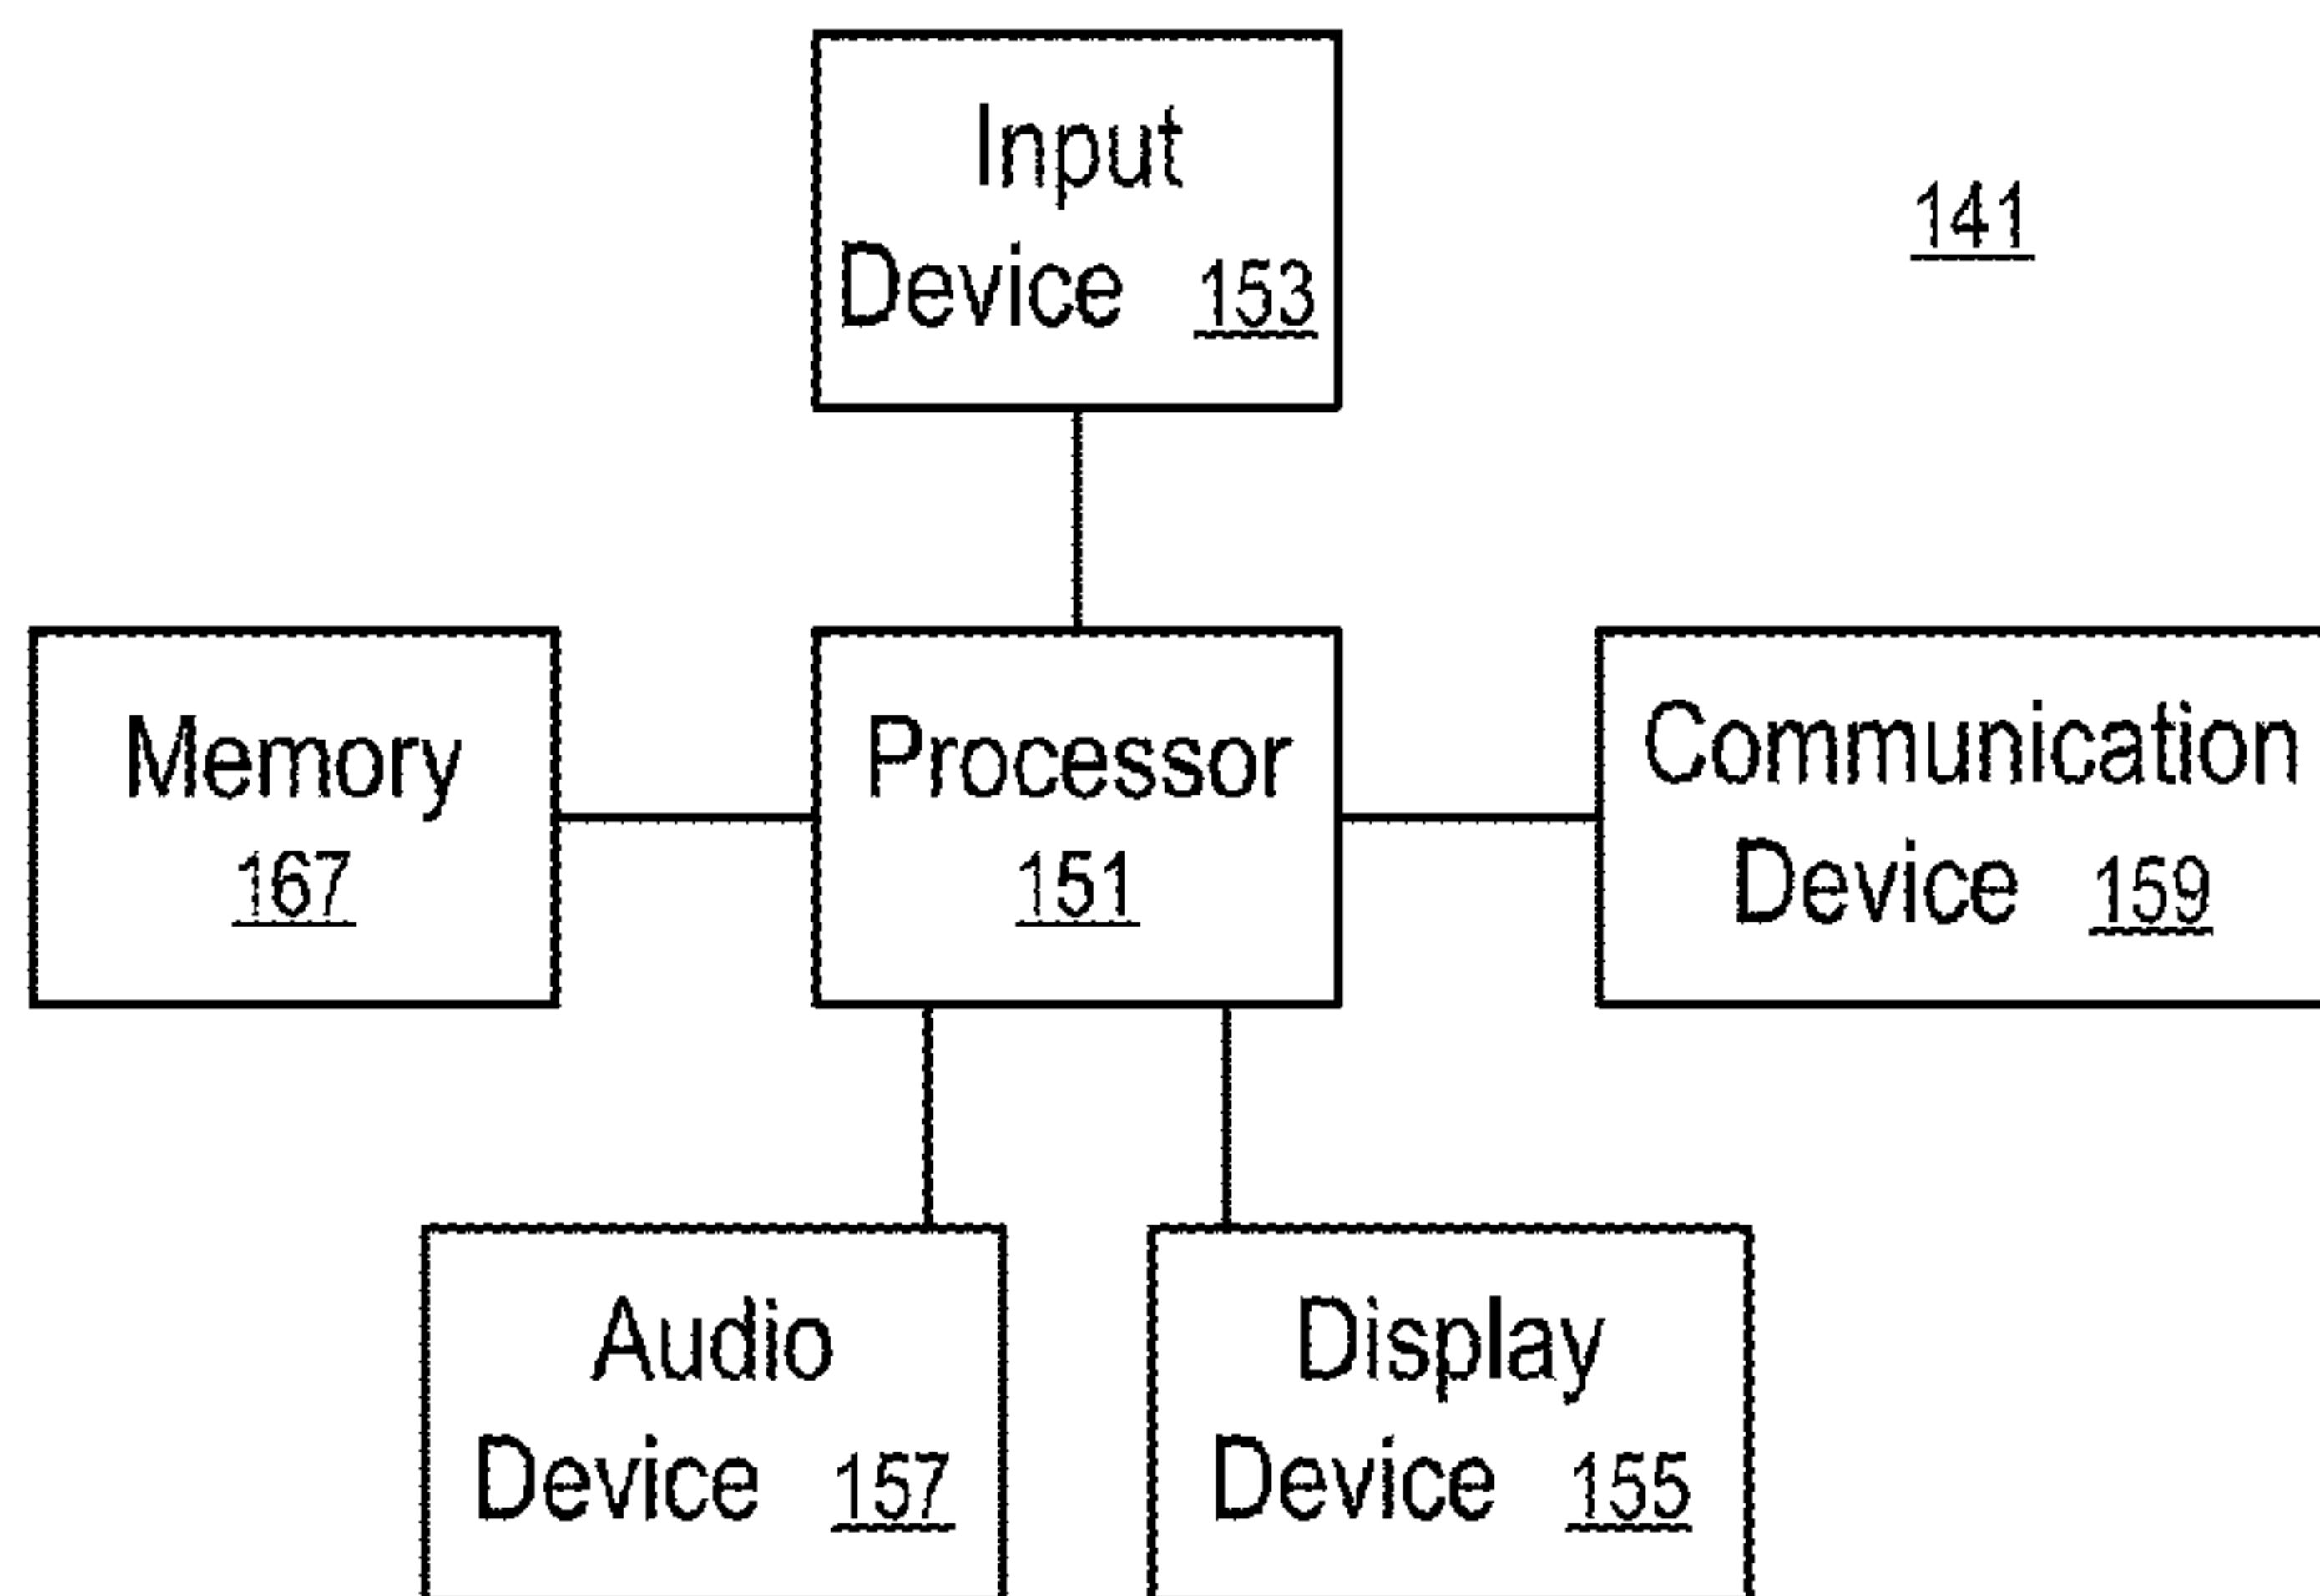 Input
Device 153
141
Memory
167
Processor
151
Communication
Device 159
Audio
Device 157
Display
Device 155